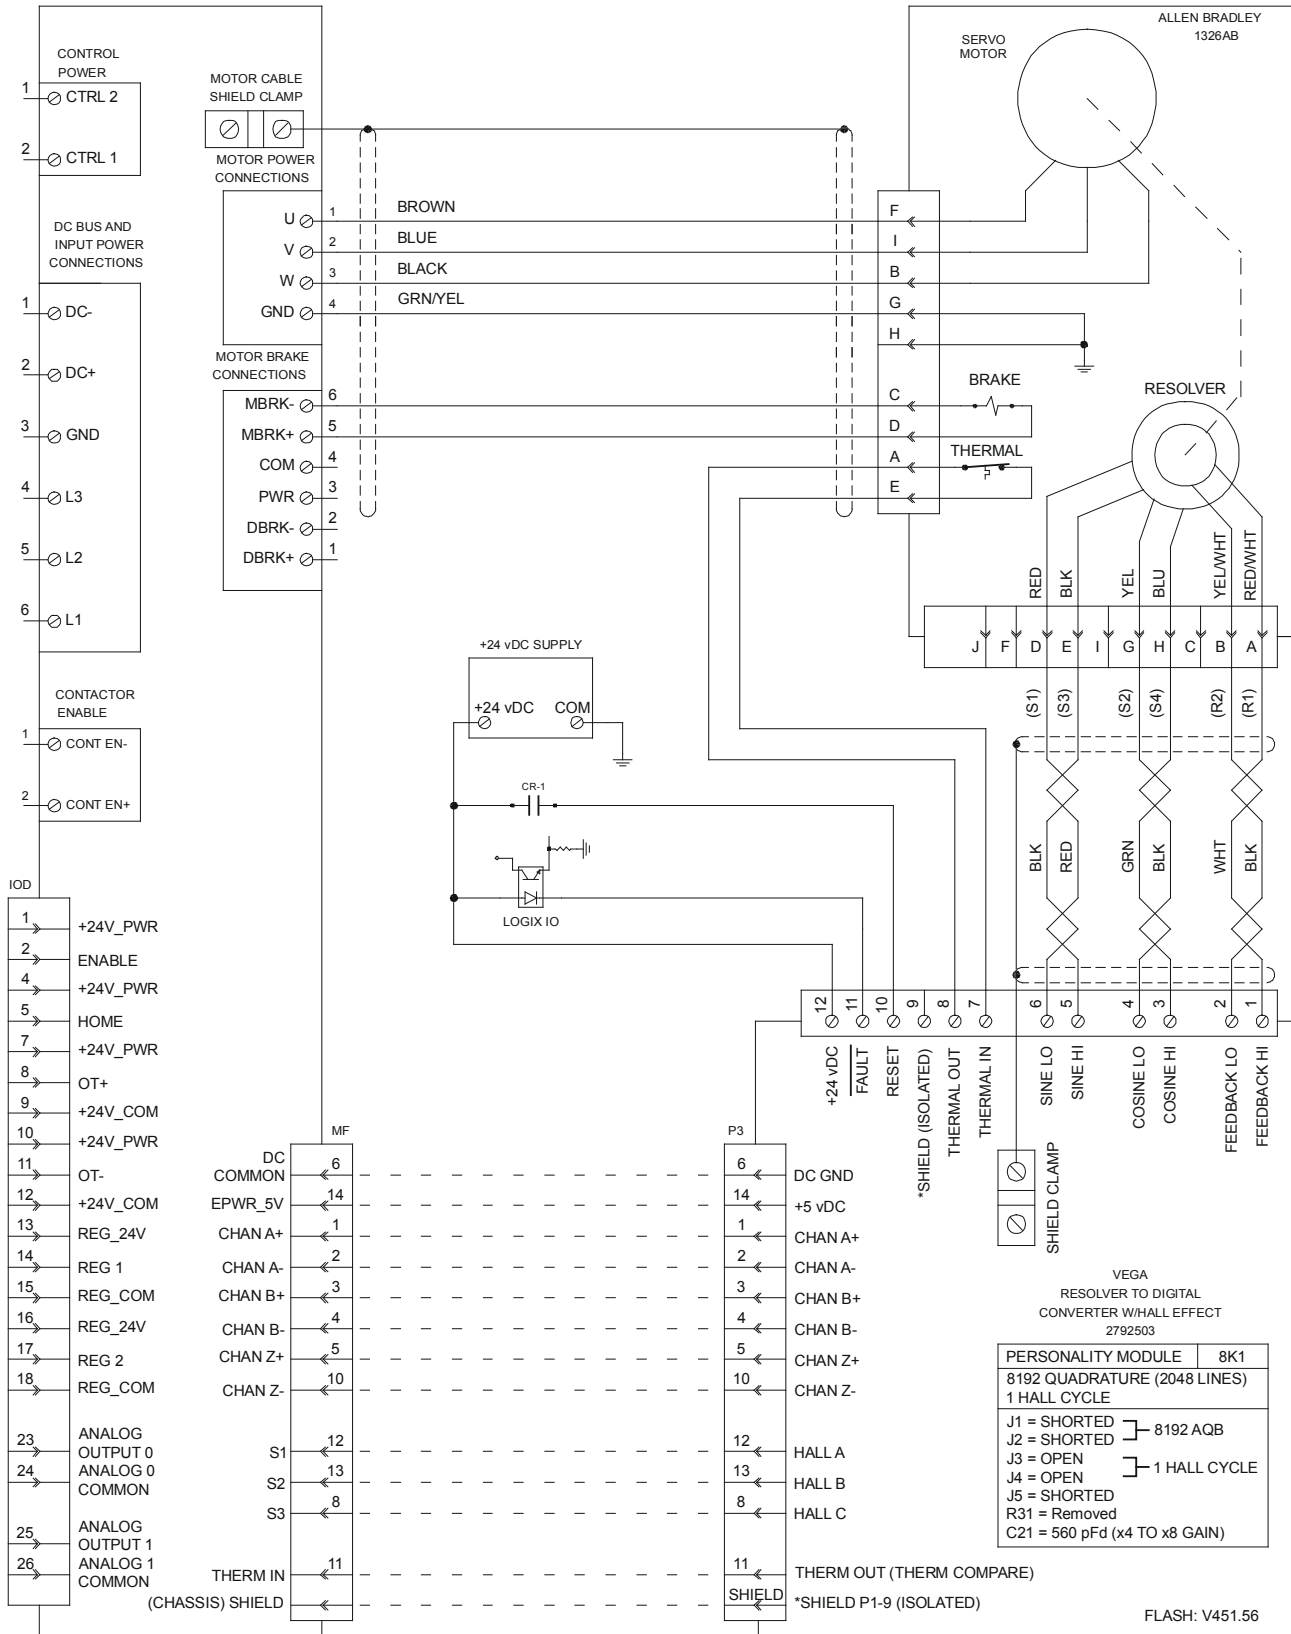 ALLEN BRADLEY
1326AB
SERVO
MOTOR
CONTROL
POWER
1
CTRL 2
2
CTRL 1
MOTOR CABLE
SHIELD CLAMP
MOTOR POWER
CONNECTIONS
U
1
BROWN
F
V
2
BLUE
I
W
3
BLACK
B
GND
4
GRN/YEL
G
H
DC BUS AND
INPUT POWER
CONNECTIONS
1
DC-
2
DC+
3
GND
4
L3
5
L2
6
L1
MOTOR BRAKE
CONNECTIONS
MBRK-
6
C
BRAKE
MBRK+
5
D
COM
4
A
THERMAL
PWR
3
E
DBRK-
2
DBRK+
1
RESOLVER
RED
BLK
YEL
BLU
YEL/WHT
RED/WHT
J
F
D
E
I
G
H
C
B
A
(S1)
(S3)
(S2)
(S4)
(R2)
(R1)
BLK
RED
GRN
BLK
WHT
BLK
CONTACTOR
ENABLE
1
CONT EN-
2
CONT EN+
+24 vDC SUPPLY
+24 vDC
COM
CR-1
LOGIX IO
12
11
10
9
8
7
6
5
4
3
2
1
+24 vDC
FAULT
RESET
*SHIELD (ISOLATED)
THERMAL OUT
THERMAL IN
SINE LO
SINE HI
COSINE LO
COSINE HI
FEEDBACK LO
FEEDBACK HI
SHIELD CLAMP
IOD
1
+24V_PWR
2
ENABLE
4
+24V_PWR
5
HOME
7
+24V_PWR
8
OT+
9
+24V_COM
10
+24V_PWR
11
OT-
12
+24V_COM
13
REG_24V
14
REG 1
15
REG_COM
16
REG_24V
17
REG 2
18
REG_COM
23
ANALOG
OUTPUT 0
24
ANALOG 0
COMMON
25
ANALOG
OUTPUT 1
26
ANALOG 1
COMMON
MF
DC
COMMON
6
EPWR_5V
14
CHAN A+
1
CHAN A-
2
CHAN B+
3
CHAN B-
4
CHAN Z+
5
CHAN Z-
10
S1
12
S2
13
S3
8
THERM IN
11
(CHASSIS) SHIELD
P3
6
DC GND
14
+5 vDC
1
CHAN A+
2
CHAN A-
3
CHAN B+
4
CHAN B-
5
CHAN Z+
10
CHAN Z-
12
HALL A
13
HALL B
8
HALL C
11
THERM OUT (THERM COMPARE)
SHIELD
*SHIELD P1-9 (ISOLATED)
VEGA
RESOLVER TO DIGITAL
CONVERTER W/HALL EFFECT
2792503
PERSONALITY MODULE 8K1
8192 QUADRATURE (2048 LINES)
1 HALL CYCLE
J1 = SHORTED
J2 = SHORTED
8192 AQB
J3 = OPEN
J4 = OPEN
1 HALL CYCLE
J5 = SHORTED
R31 = Removed
C21 = 560 pFd (x4 TO x8 GAIN)
FLASH: V451.56